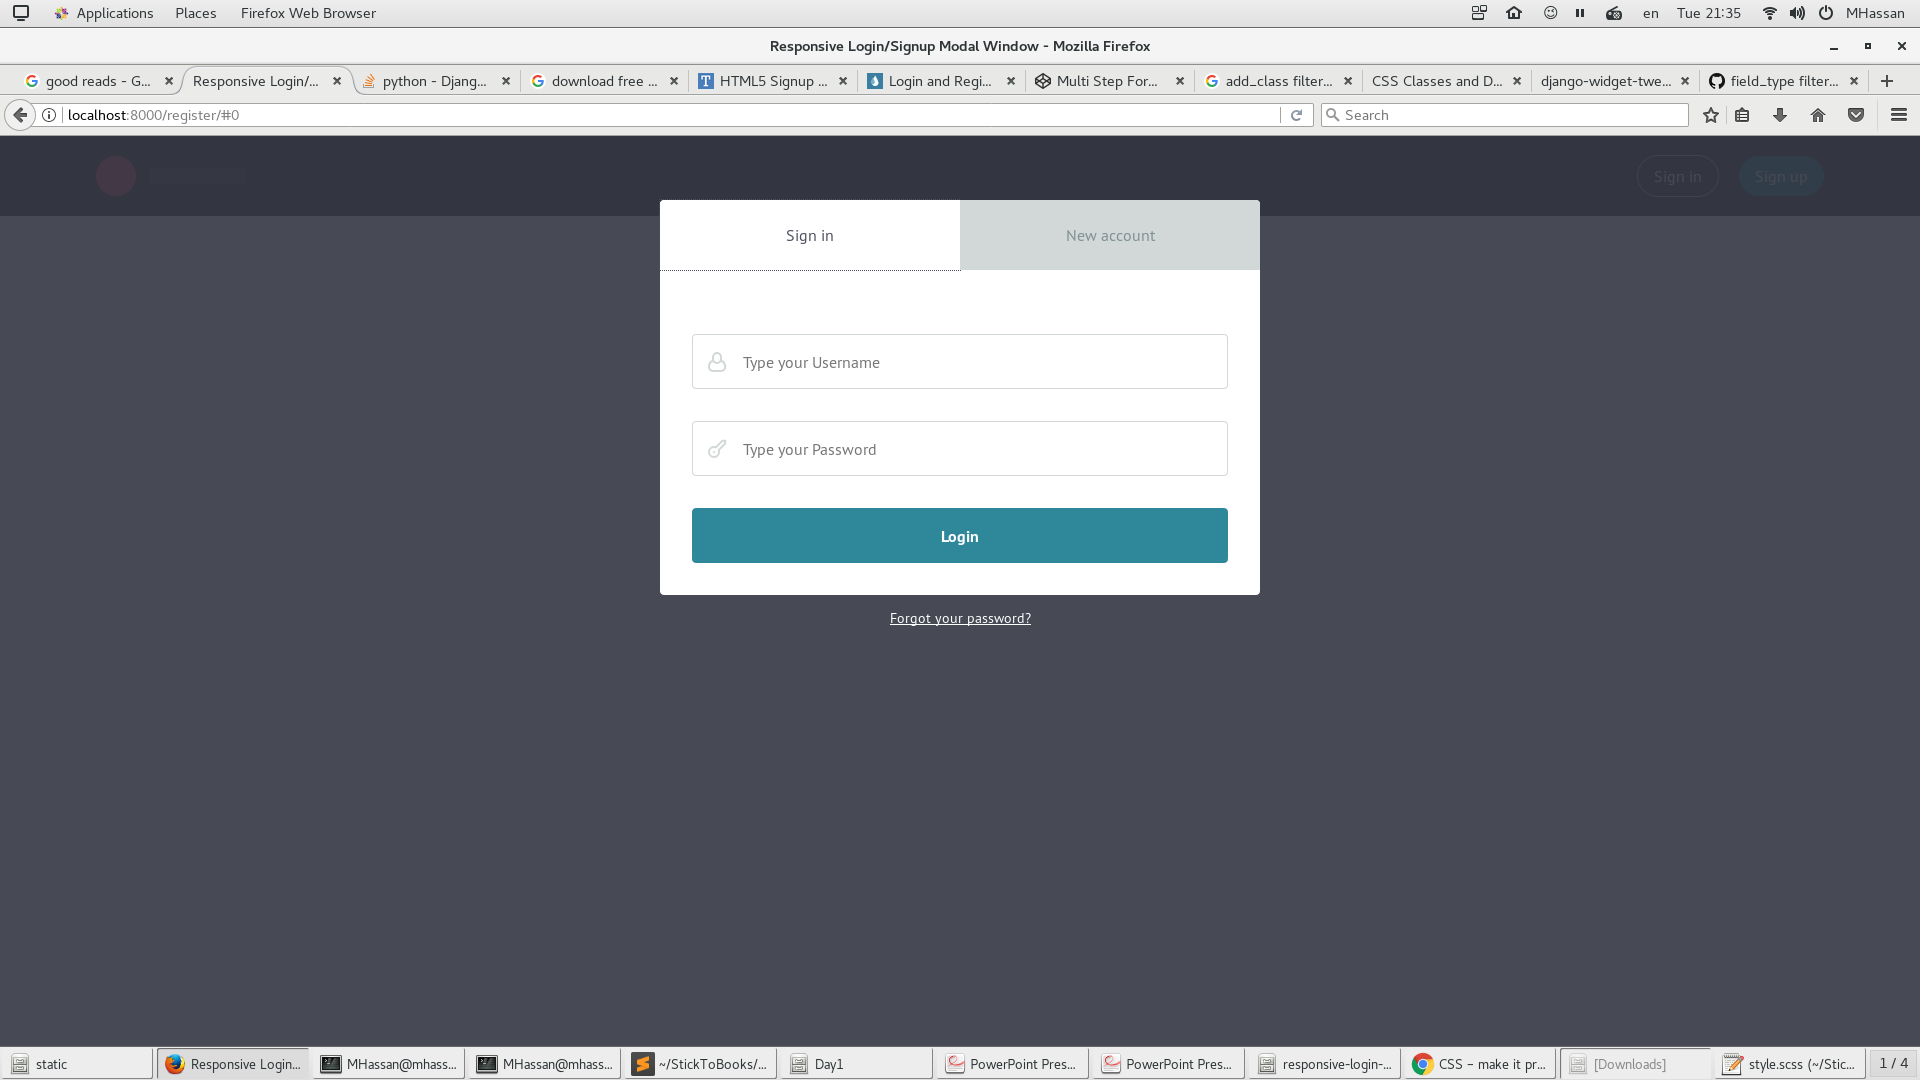 Applications Places Firefox Web Browser en Tue 21:35 MHassan
Responsive Login/Signup Modal Window - Mozilla Firefox
good reads - G... Responsive Login/... python - Djang... download free ... HTML5 Signup ... Login and Regi... Multi Step For... add_class filter... CSS Classes and D... django-widget-twe... field_type filter...
localhost:8000/register/#0 Search
Sign in Sign up
Sign in New account
Type your Username
Type your Password
Login
Forgot your password?
static Responsive Login... MHassan@mhass... MHassan@mhass... ~/StickToBooks/... Day1 PowerPoint Pres... PowerPoint Pres... responsive-login-... CSS – make it pr... [Downloads] style.scss (~/Stic... 1 / 4